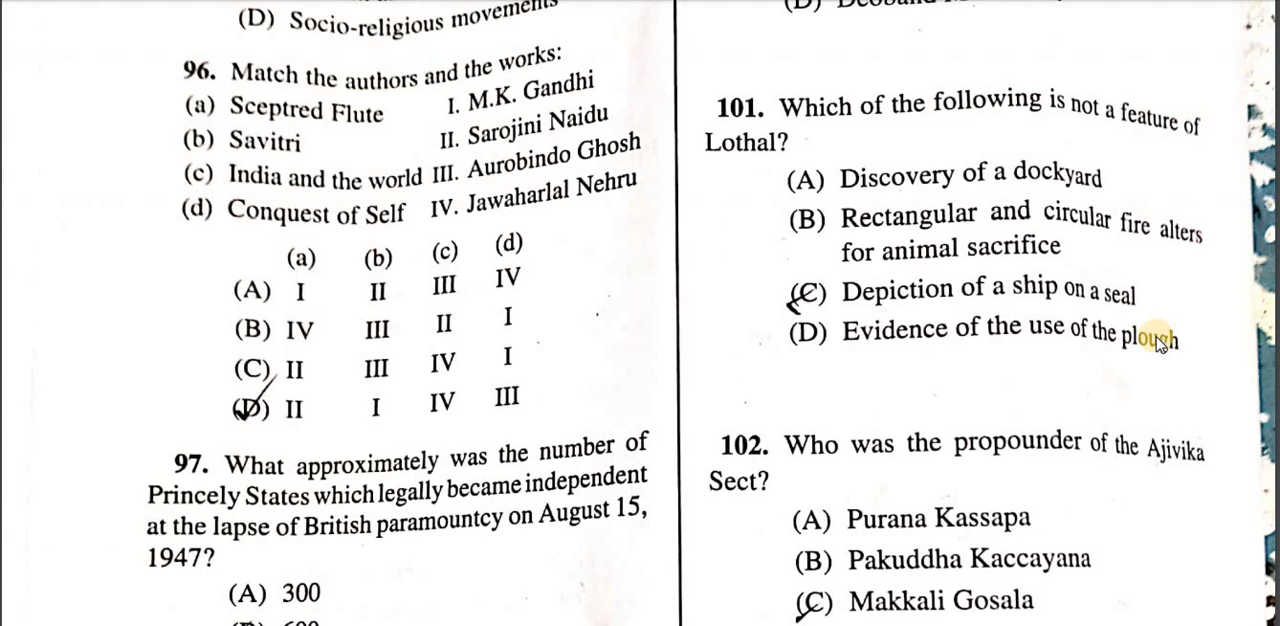 (D) Socio-religious movements
96. Match the authors and the works:
(a) Sceptred Flute I. M.K. Gandhi
(b) Savitri II. Sarojini Naidu
(c) India and the world III. Aurobindo Ghosh
(d) Conquest of Self IV. Jawaharlal Nehru
(a) (b) (c) (d)
(A) I II III IV
(B) IV III II I
(C) II III IV I
(D) II I IV III
97. What approximately was the number of
Princely States which legally became independent
at the lapse of British paramountcy on August 15,
1947?
(A) 300
(D)
101. Which of the following is not a feature of
Lothal?
(A) Discovery of a dockyard
(B) Rectangular and circular fire alters
for animal sacrifice
(C) Depiction of a ship on a seal
(D) Evidence of the use of the plough
102. Who was the propounder of the Ajivika
Sect?
(A) Purana Kassapa
(B) Pakuddha Kaccayana
(C) Makkali Gosala